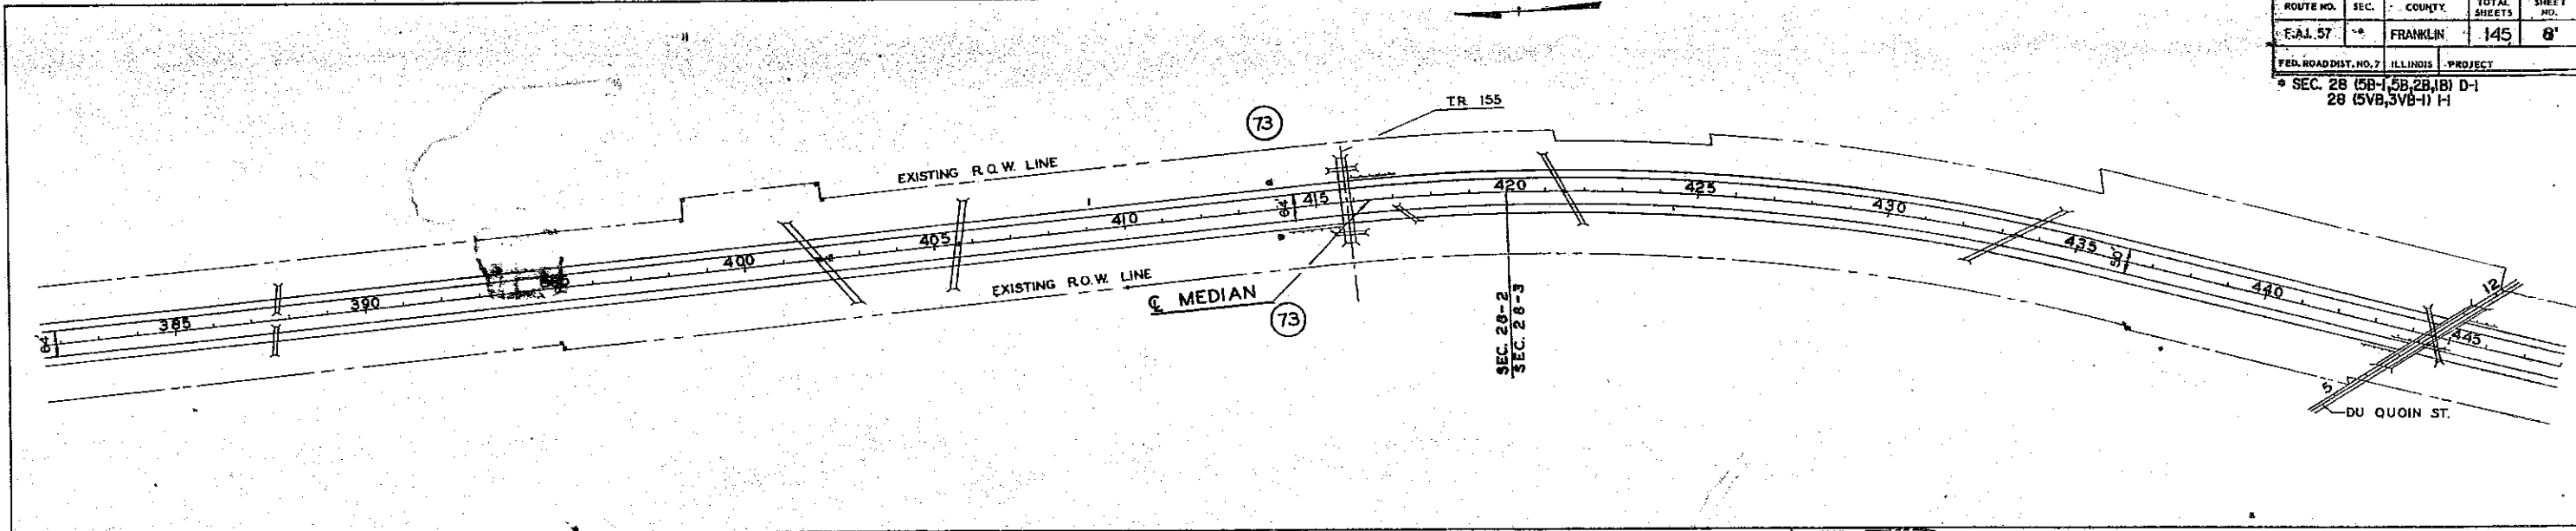 ROUTE NO. SEC. COUNTY TOTAL SHEETS SHEET NO.
F.A.I. 57 * FRANKLIN 145 8
FED. ROAD DIST. NO. 7 ILLINOIS PROJECT
* SEC. 28 (5B-1,5B,2B,1B) D-1
28 (5VB,3VB-1) I-1
T.R. 155
73
EXISTING R.O.W. LINE
64' 385 390 400 405 410 64' 415 420 425 430 435 50' 440 445
EXISTING R.O.W. LINE
℄ MEDIAN
73
SEC. 28-2
SEC. 28-3
12
5
DU QUOIN ST.